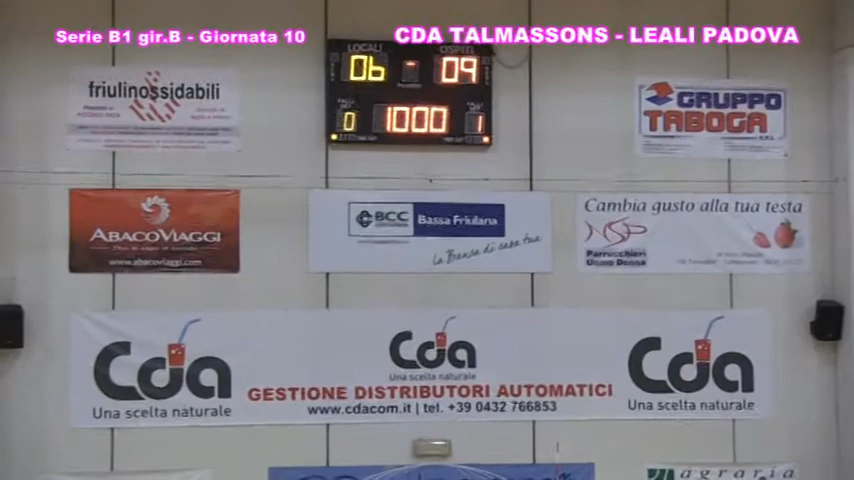 Serie B1 gir.B - Giornata 10
CDA TALMASSONS - LEALI PADOVA
LOCALI
OSPITI
06
09
0
1000
1
friulinossidabili
GRUPPO
TABOGA
ABACOVIAGGI
www.abacoviaggi.com
BCC
Bassa Friulana
la Banca di casa tua
Cambia gusto alla tua testa
NSP
Parrucchieri
Uomo Donna
Cda
Una scelta naturale
Cda
Una scelta naturale
GESTIONE DISTRIBUTORI AUTOMATICI
www.CDAcom.it | tel. +39 0432 766853
Cda
Una scelta naturale
agraria